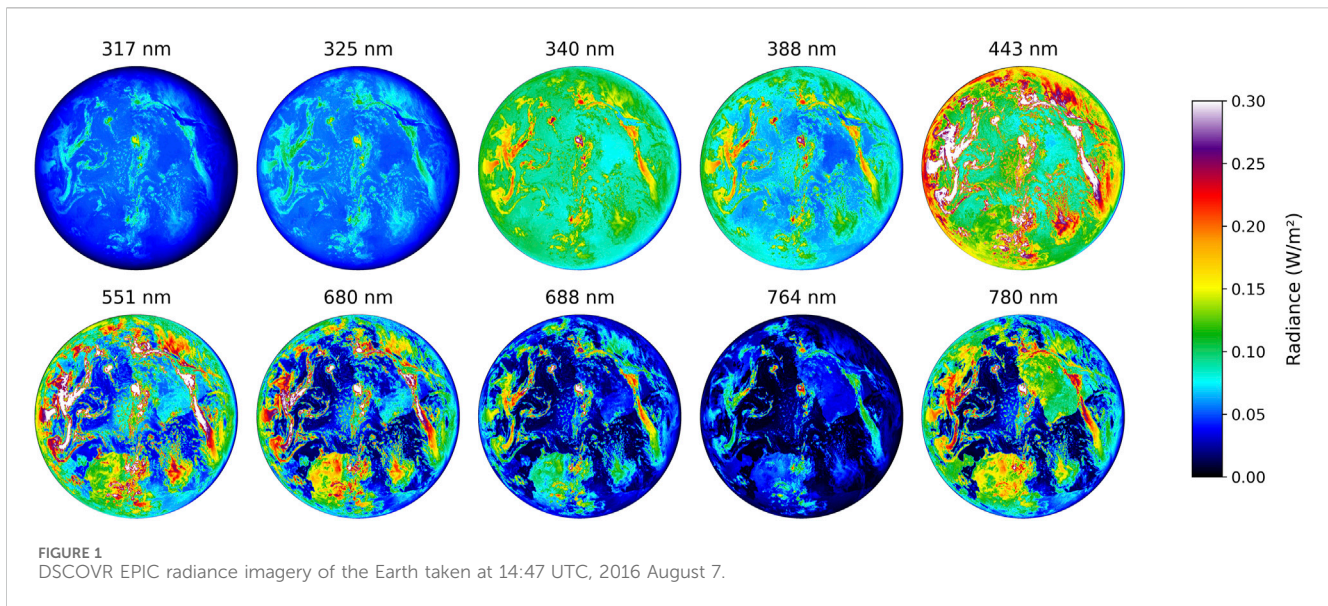 317 nm
325 nm
340 nm
388 nm
443 nm
551 nm
680 nm
688 nm
764 nm
780 nm
0.30
0.25
0.20
0.15
0.10
0.05
0.00
Radiance (W/m²)
FIGURE 1
DSCOVR EPIC radiance imagery of the Earth taken at 14:47 UTC, 2016 August 7.